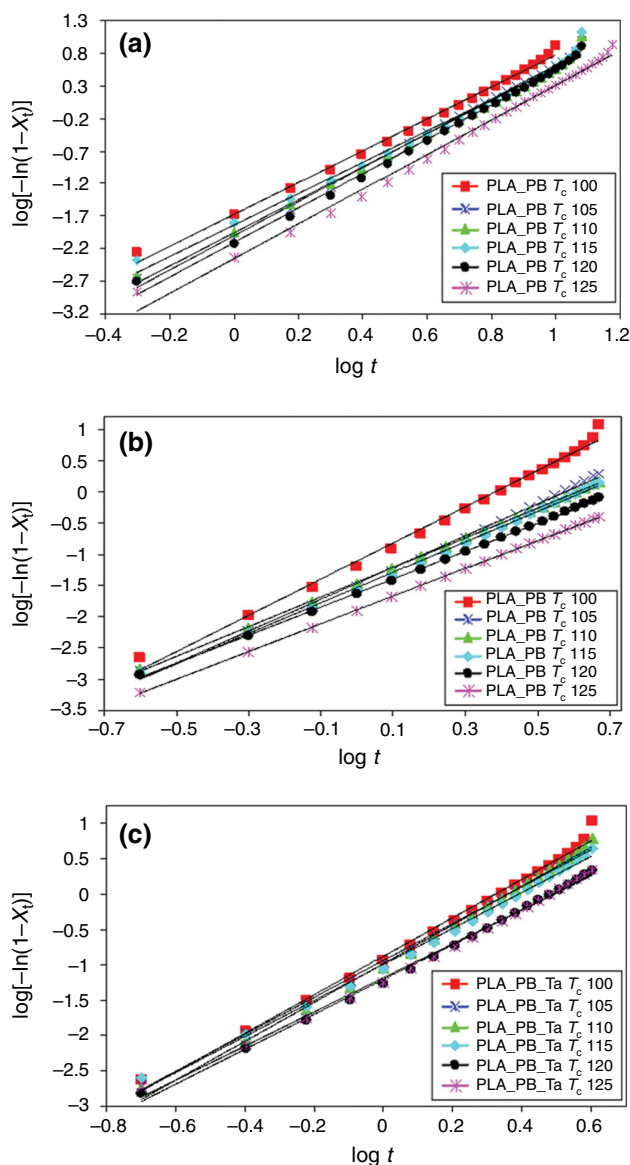 (a)
1.3
0.8
0.3
−0.2
−0.7
−1.2
−1.7
−2.2
−2.7
−3.2
log[−ln(1−Xt)]
PLA_PB Tc 100
PLA_PB Tc 105
PLA_PB Tc 110
PLA_PB Tc 115
PLA_PB Tc 120
PLA_PB Tc 125
−0.4 −0.2 0 0.2 0.4 0.6 0.8 1 1.2
log t
(b)
1
0.5
0
−0.5
−1
−1.5
−2
−2.5
−3
−3.5
log[−ln(1−Xt)]
PLA_PB Tc 100
PLA_PB Tc 105
PLA_PB Tc 110
PLA_PB Tc 115
PLA_PB Tc 120
PLA_PB Tc 125
−0.7 −0.5 −0.3 −0.1 0.1 0.3 0.5 0.7
log t
(c)
1
0.5
0
−0.5
−1
−1.5
−2
−2.5
−3
log[−ln(1−Xt)]
PLA_PB_Ta Tc 100
PLA_PB_Ta Tc 105
PLA_PB_Ta Tc 110
PLA_PB_Ta Tc 115
PLA_PB_Ta Tc 120
PLA_PB_Ta Tc 125
−0.8 −0.6 −0.4 −0.2 0 0.2 0.4 0.6
log t